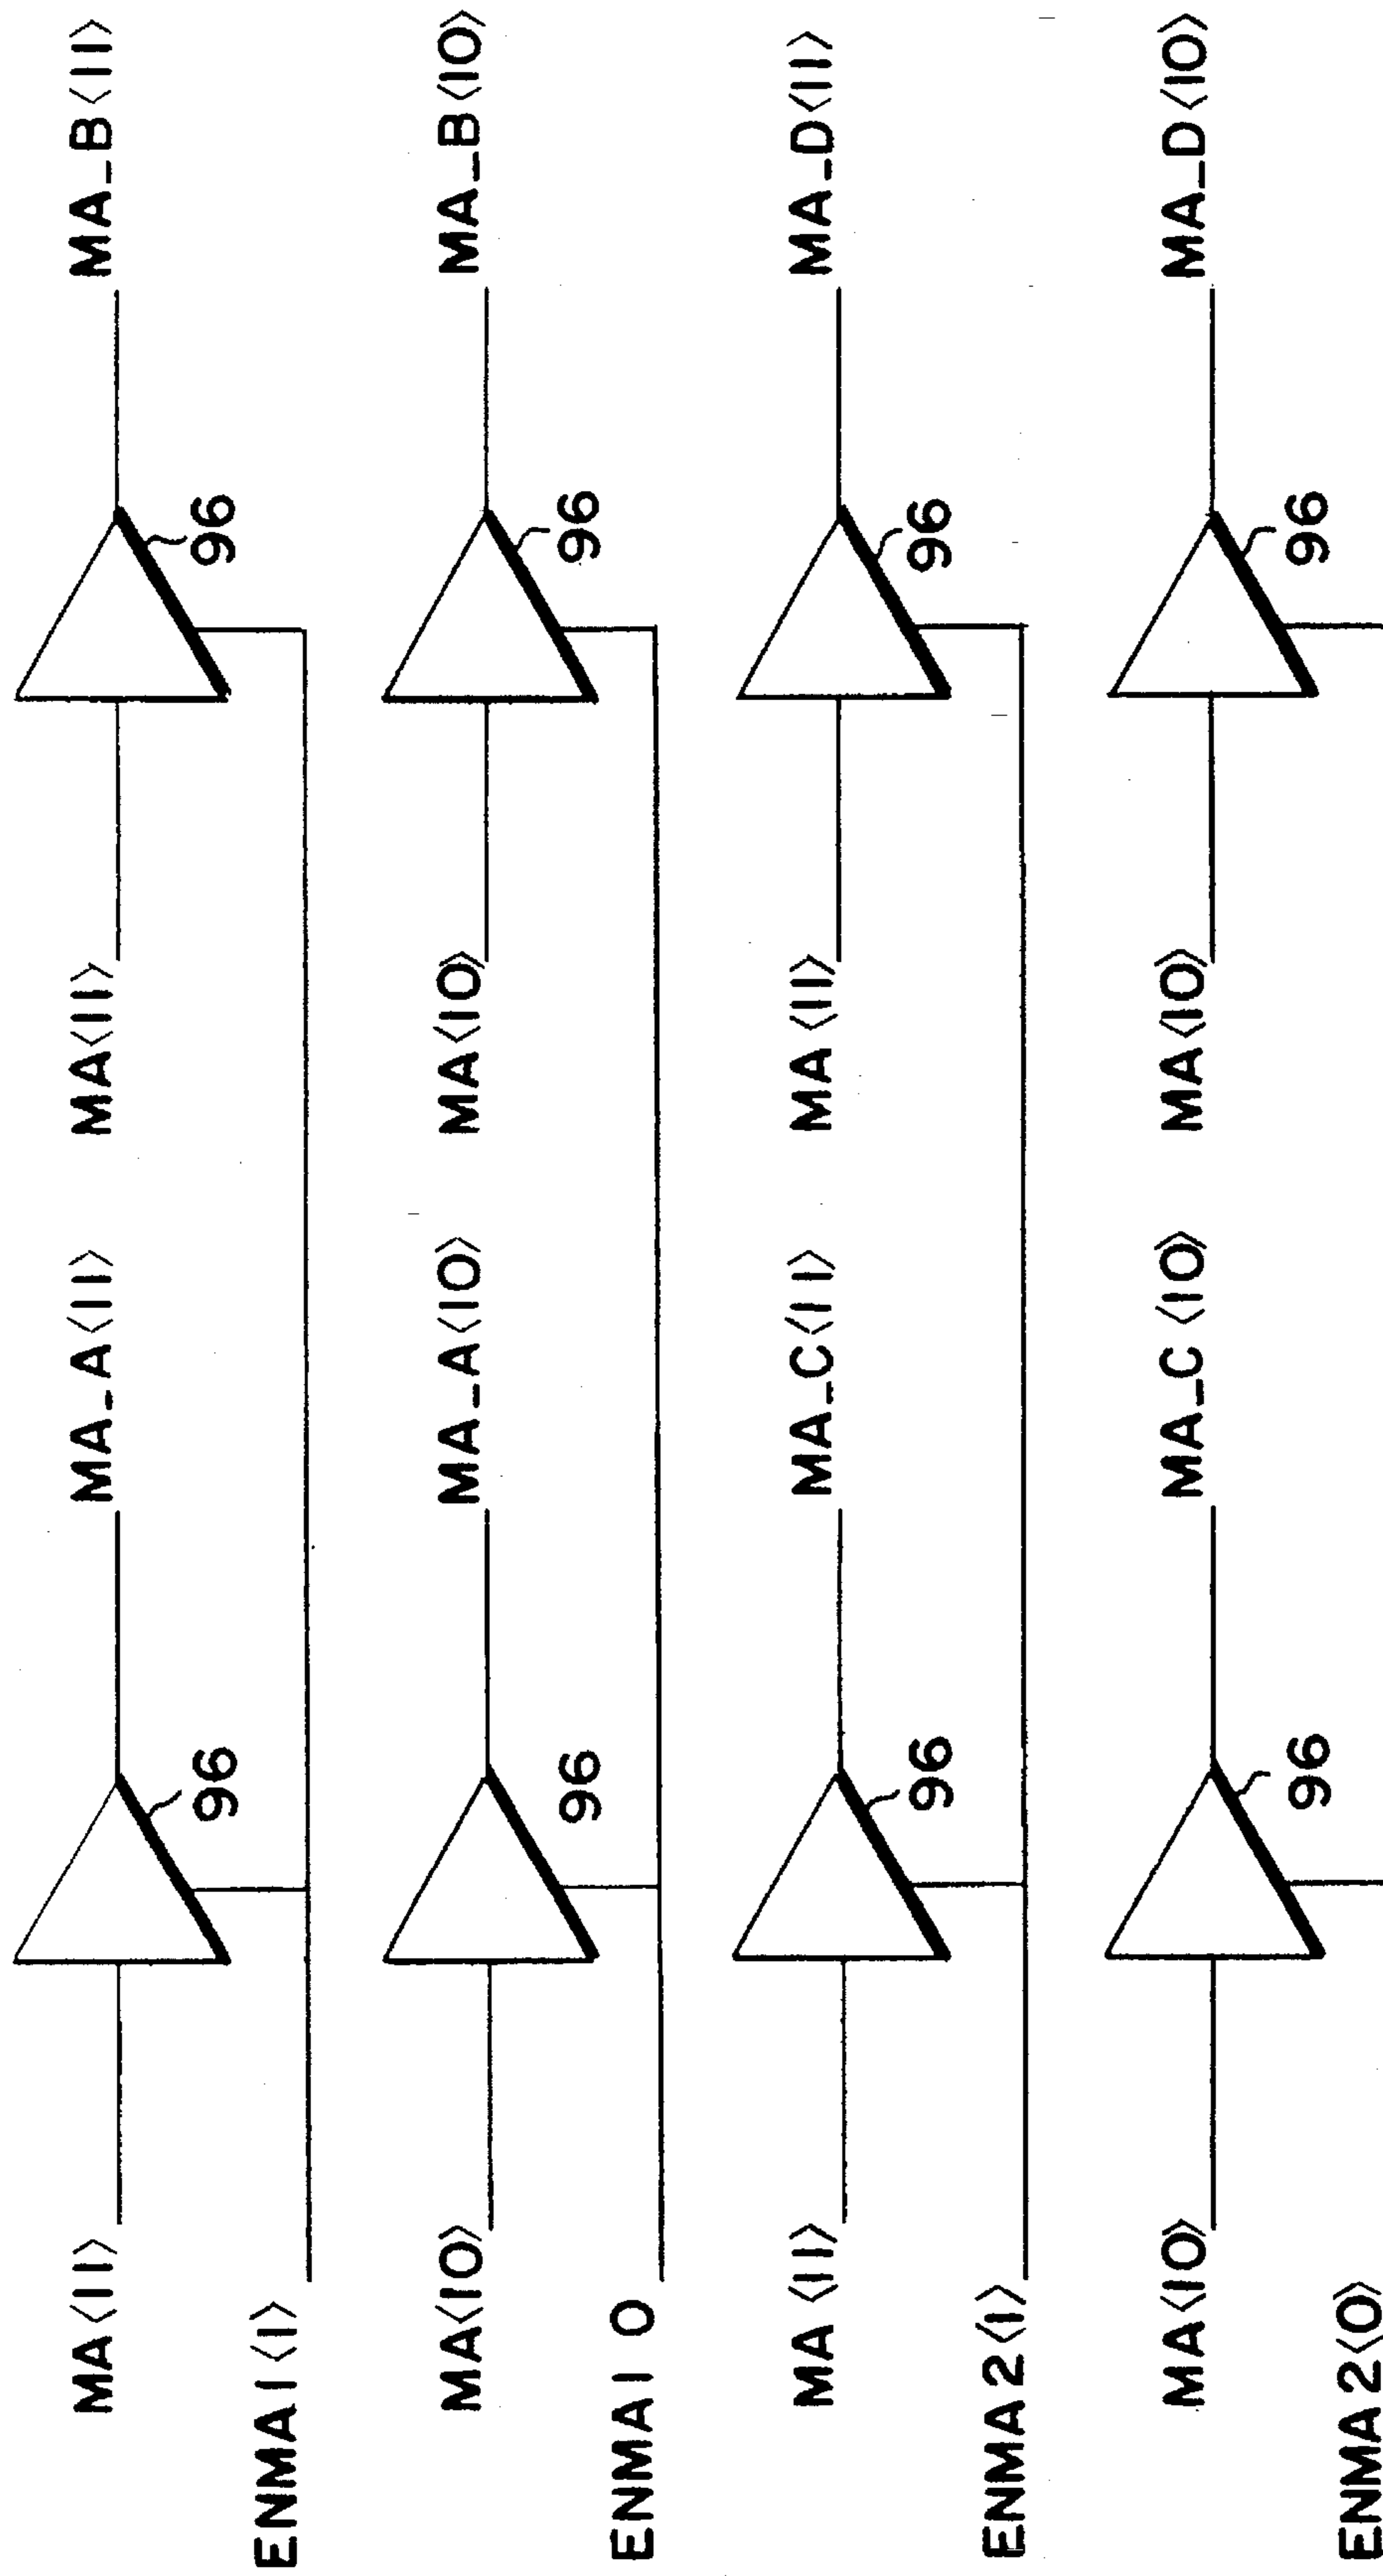 MA<11> MA_A<11> MA<11> MA_B<11>
96 96
ENMA1<1>
MA<10> MA_A<10> MA<10> MA_B<10>
96 96
ENMA1 0
MA <11> MA_C<11> MA <11> MA_D<11>
96 96
ENMA2<1>
MA<10> MA_C <10> MA<10> MA_D<10>
96 96
ENMA2<0>